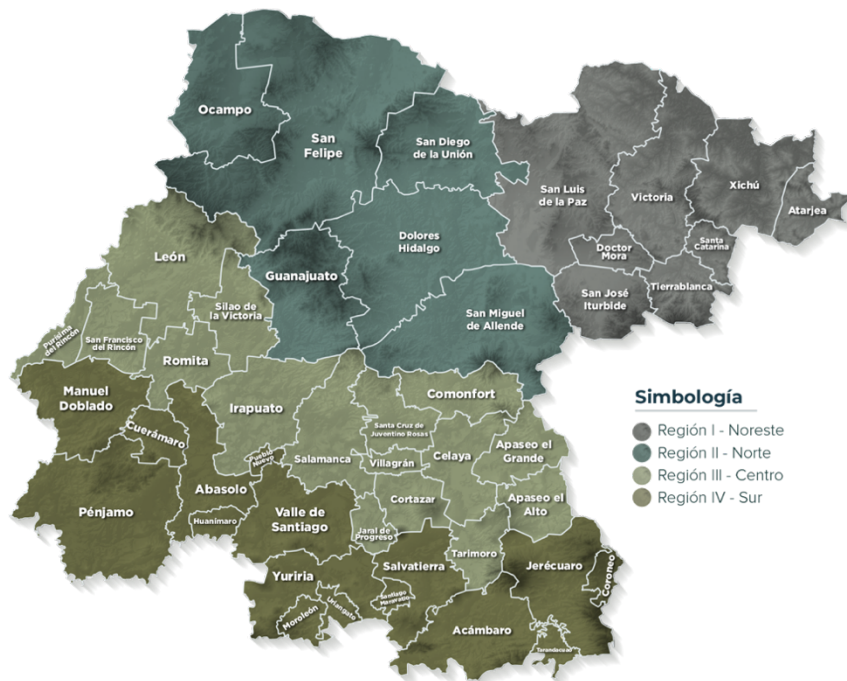 Ocampo
San
Felipe
San Diego
de la Unión
San Luis
de la Paz
Victoria
Xichú
Atarjea
Santa
Catarina
Doctor
Mora
Tierrablanca
San José
Iturbide
Dolores
Hidalgo
Guanajuato
San Miguel
de Allende
León
Silao de
la Victoria
Purísima
del Rincón
San Francisco
del Rincón
Romita
Manuel
Doblado
Cuerámaro
Irapuato
Pueblo
Nuevo
Abasolo
Pénjamo
Huanímaro
Salamanca
Comonfort
Santa Cruz de
Juventino Rosas
Villagrán
Celaya
Apaseo el
Grande
Apaseo el
Alto
Cortazar
Valle de
Santiago
Jaral de
Progreso
Tarimoro
Salvatierra
Jerécuaro
Coroneo
Yuriria
Moroleón
Uriangato
Santiago
Maravatío
Acámbaro
Tarandacuao
Simbología
Región I - Noreste
Región II - Norte
Región III - Centro
Región IV - Sur